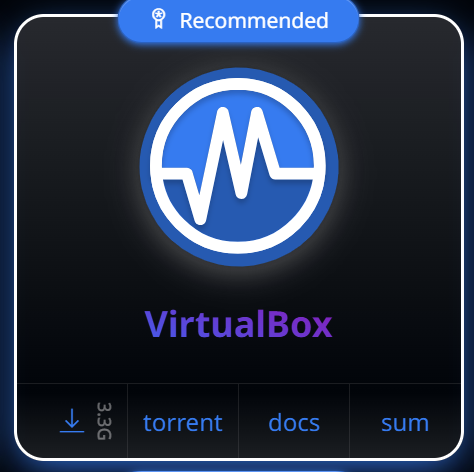 Recommended
VirtualBox
3.3G torrent docs sum